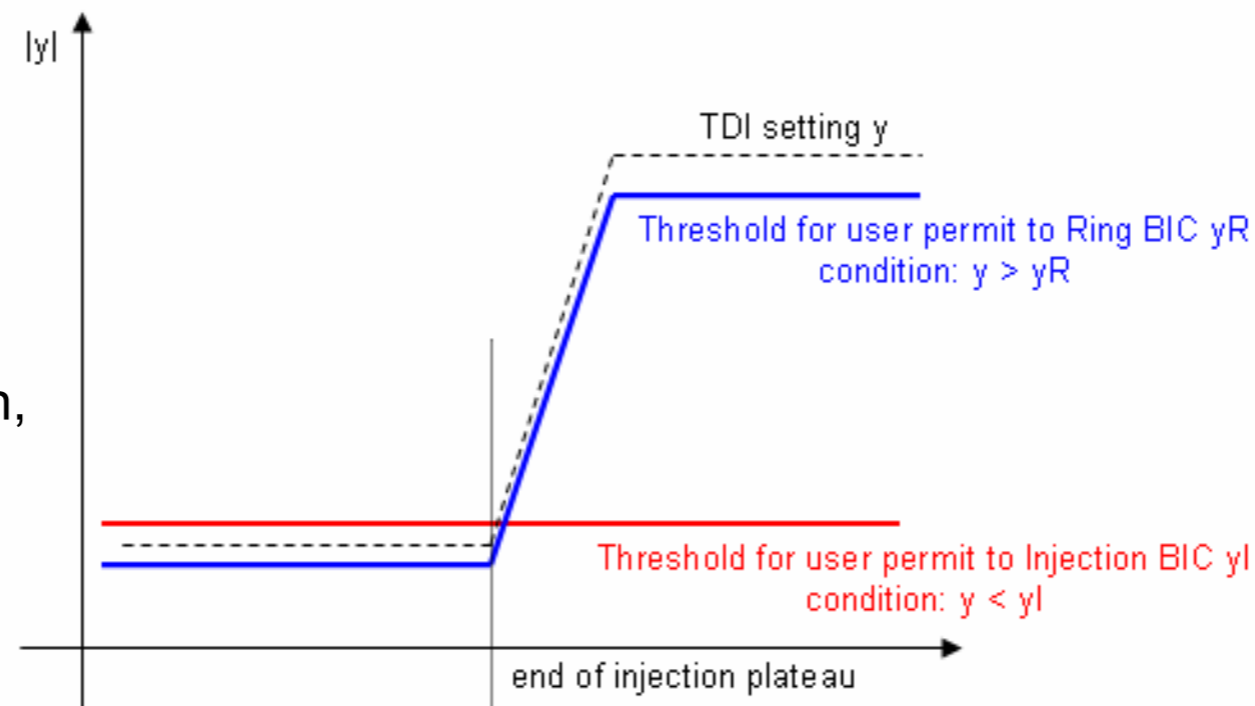 |y|
TDI setting y
Threshold for user permit to Ring BIC yR
condition: y > yR
n,
Threshold for user permit to Injection BIC yI
condition: y < yI
end of injection plateau